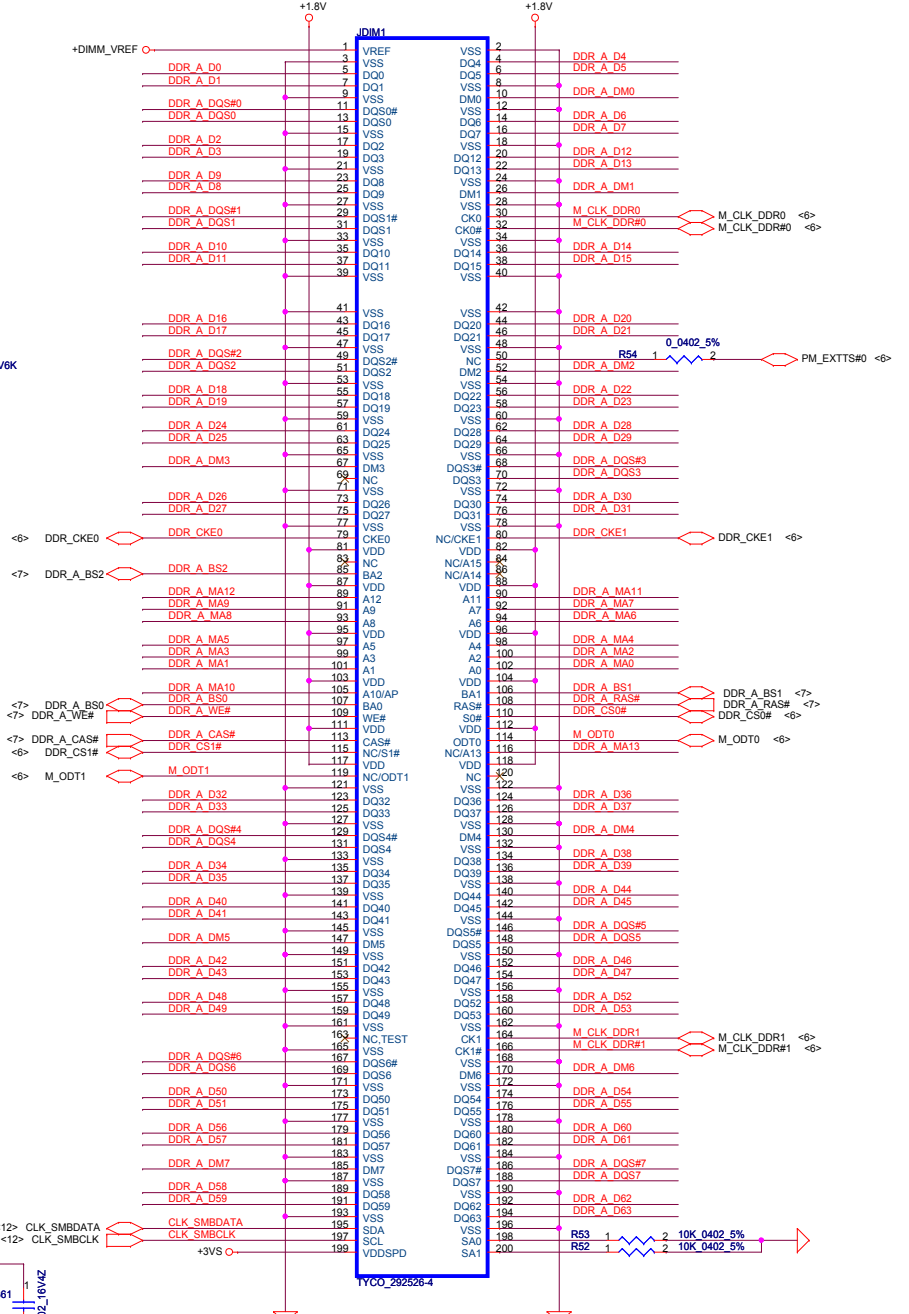 +1.8V +1.8V
JDIM1
+DIMM_VREF 1 VREF VSS 2
3 VSS DQ4 4 DDR_A_D4
DDR_A_D0 5 DQ0 DQ5 6 DDR_A_D5
DDR_A_D1 7 DQ1 VSS 8
9 VSS DM0 10 DDR_A_DM0
DDR_A_DQS#0 11 DQS0# VSS 12
DDR_A_DQS0 13 DQS0 DQ6 14 DDR_A_D6
15 VSS DQ7 16 DDR_A_D7
DDR_A_D2 17 DQ2 VSS 18
DDR_A_D3 19 DQ3 DQ12 20 DDR_A_D12
21 VSS DQ13 22 DDR_A_D13
DDR_A_D9 23 DQ8 VSS 24
DDR_A_D8 25 DQ9 DM1 26 DDR_A_DM1
27 VSS VSS 28
DDR_A_DQS#1 29 DQS1# CK0 30 M_CLK_DDR0 M_CLK_DDR0 <6>
DDR_A_DQS1 31 DQS1 CK0# 32 M_CLK_DDR#0 M_CLK_DDR#0 <6>
33 VSS VSS 34
DDR_A_D10 35 DQ10 DQ14 36 DDR_A_D14
DDR_A_D11 37 DQ11 DQ15 38 DDR_A_D15
39 VSS VSS 40
41 VSS VSS 42
DDR_A_D16 43 DQ16 DQ20 44 DDR_A_D20
DDR_A_D17 45 DQ17 DQ21 46 DDR_A_D21
47 VSS VSS 48 0_0402_5%
DDR_A_DQS#2 49 DQS2# NC 50 R54 1 2 PM_EXTTS#0 <6>
V6K DDR_A_DQS2 51 DQS2 DM2 52 DDR_A_DM2
53 VSS VSS 54
DDR_A_D18 55 DQ18 DQ22 56 DDR_A_D22
DDR_A_D19 57 DQ19 DQ23 58 DDR_A_D23
59 VSS VSS 60
DDR_A_D24 61 DQ24 DQ28 62 DDR_A_D28
DDR_A_D25 63 DQ25 DQ29 64 DDR_A_D29
65 VSS VSS 66
DDR_A_DM3 67 DM3 DQS3# 68 DDR_A_DQS#3
69 NC DQS3 70 DDR_A_DQS3
71 VSS VSS 72
DDR_A_D26 73 DQ26 DQ30 74 DDR_A_D30
DDR_A_D27 75 DQ27 DQ31 76 DDR_A_D31
77 VSS VSS 78
<6> DDR_CKE0 DDR_CKE0 79 CKE0 NC/CKE1 80 DDR_CKE1 DDR_CKE1 <6>
81 VDD VDD 82
83 NC NC/A15 84
<7> DDR_A_BS2 DDR_A_BS2 85 BA2 NC/A14 86
87 VDD VDD 88
DDR_A_MA12 89 A12 A11 90 DDR_A_MA11
DDR_A_MA9 91 A9 A7 92 DDR_A_MA7
DDR_A_MA8 93 A8 A6 94 DDR_A_MA6
95 VDD VDD 96
DDR_A_MA5 97 A5 A4 98 DDR_A_MA4
DDR_A_MA3 99 A3 A2 100 DDR_A_MA2
DDR_A_MA1 101 A1 A0 102 DDR_A_MA0
103 VDD VDD 104
DDR_A_MA10 105 A10/AP BA1 106 DDR_A_BS1 DDR_A_BS1 <7>
<7> DDR_A_BS0 DDR_A_BS0 107 BA0 RAS# 108 DDR_A_RAS# DDR_A_RAS# <7>
<7> DDR_A_WE# DDR_A_WE# 109 WE# S0# 110 DDR_CS0# DDR_CS0# <6>
111 VDD VDD 112
<7> DDR_A_CAS# DDR_A_CAS# 113 CAS# ODT0 114 M_ODT0 M_ODT0 <6>
<6> DDR_CS1# DDR_CS1# 115 NC/S1# NC/A13 116 DDR_A_MA13
117 VDD VDD 118
<6> M_ODT1 M_ODT1 119 NC/ODT1 NC 120
121 VSS VSS 122
DDR_A_D32 123 DQ32 DQ36 124 DDR_A_D36
DDR_A_D33 125 DQ33 DQ37 126 DDR_A_D37
127 VSS VSS 128
DDR_A_DQS#4 129 DQS4# DM4 130 DDR_A_DM4
DDR_A_DQS4 131 DQS4 VSS 132
133 VSS DQ38 134 DDR_A_D38
DDR_A_D34 135 DQ34 DQ39 136 DDR_A_D39
DDR_A_D35 137 DQ35 VSS 138
139 VSS DQ44 140 DDR_A_D44
DDR_A_D40 141 DQ40 DQ45 142 DDR_A_D45
DDR_A_D41 143 DQ41 VSS 144
145 VSS DQS5# 146 DDR_A_DQS#5
DDR_A_DM5 147 DM5 DQS5 148 DDR_A_DQS5
149 VSS VSS 150
DDR_A_D42 151 DQ42 DQ46 152 DDR_A_D46
DDR_A_D43 153 DQ43 DQ47 154 DDR_A_D47
155 VSS VSS 156
DDR_A_D48 157 DQ48 DQ52 158 DDR_A_D52
DDR_A_D49 159 DQ49 DQ53 160 DDR_A_D53
161 VSS VSS 162
163 NC,TEST CK1 164 M_CLK_DDR1 M_CLK_DDR1 <6>
165 VSS CK1# 166 M_CLK_DDR#1 M_CLK_DDR#1 <6>
DDR_A_DQS#6 167 DQS6# VSS 168
DDR_A_DQS6 169 DQS6 DM6 170 DDR_A_DM6
171 VSS VSS 172
DDR_A_D50 173 DQ50 DQ54 174 DDR_A_D54
DDR_A_D51 175 DQ51 DQ55 176 DDR_A_D55
177 VSS VSS 178
DDR_A_D56 179 DQ56 DQ60 180 DDR_A_D60
DDR_A_D57 181 DQ57 DQ61 182 DDR_A_D61
183 VSS VSS 184
DDR_A_DM7 185 DM7 DQS7# 186 DDR_A_DQS#7
187 VSS DQS7 188 DDR_A_DQS7
DDR_A_D58 189 DQ58 VSS 190
DDR_A_D59 191 DQ59 DQ62 192 DDR_A_D62
193 VSS DQ63 194 DDR_A_D63
12> CLK_SMBDATA CLK_SMBDATA 195 SDA VSS 196
<12> CLK_SMBCLK CLK_SMBCLK 197 SCL SA0 198 R53 1 2 10K_0402_5%
+3VS 199 VDDSPD SA1 200 R52 1 2 10K_0402_5%
TYCO_292526-4
61 1
02_16V4Z